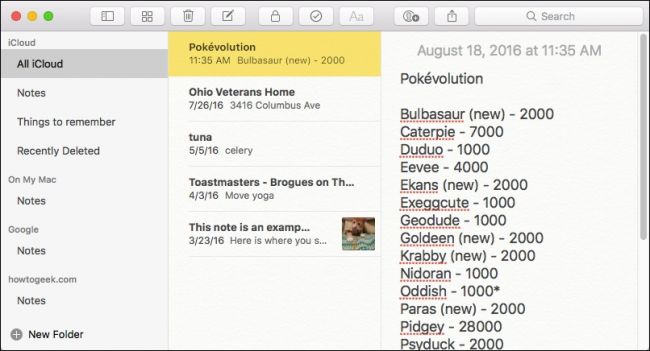 Aa
Search
iCloud
All iCloud
Notes
Things to remember
Recently Deleted
On My Mac
Notes
Google
Notes
howtogeek.com
Notes
New Folder
Pokévolution
11:35 AM Bulbasaur (new) - 2000
Ohio Veterans Home
7/26/16 3416 Columbus Ave
tuna
5/5/16 celery
Toastmasters - Brogues on Th...
4/3/16 Move yoga
This note is an examp...
3/23/16 Here is where you s...
August 18, 2016 at 11:35 AM
Pokévolution
Bulbasaur (new) - 2000
Caterpie - 7000
Duduo - 1000
Eevee - 4000
Ekans (new) - 2000
Exeggcute - 1000
Geodude - 1000
Goldeen (new) - 2000
Krabby (new) - 2000
Nidoran - 1000
Oddish - 1000*
Paras (new) - 2000
Pidgey - 28000
Psyduck - 2000